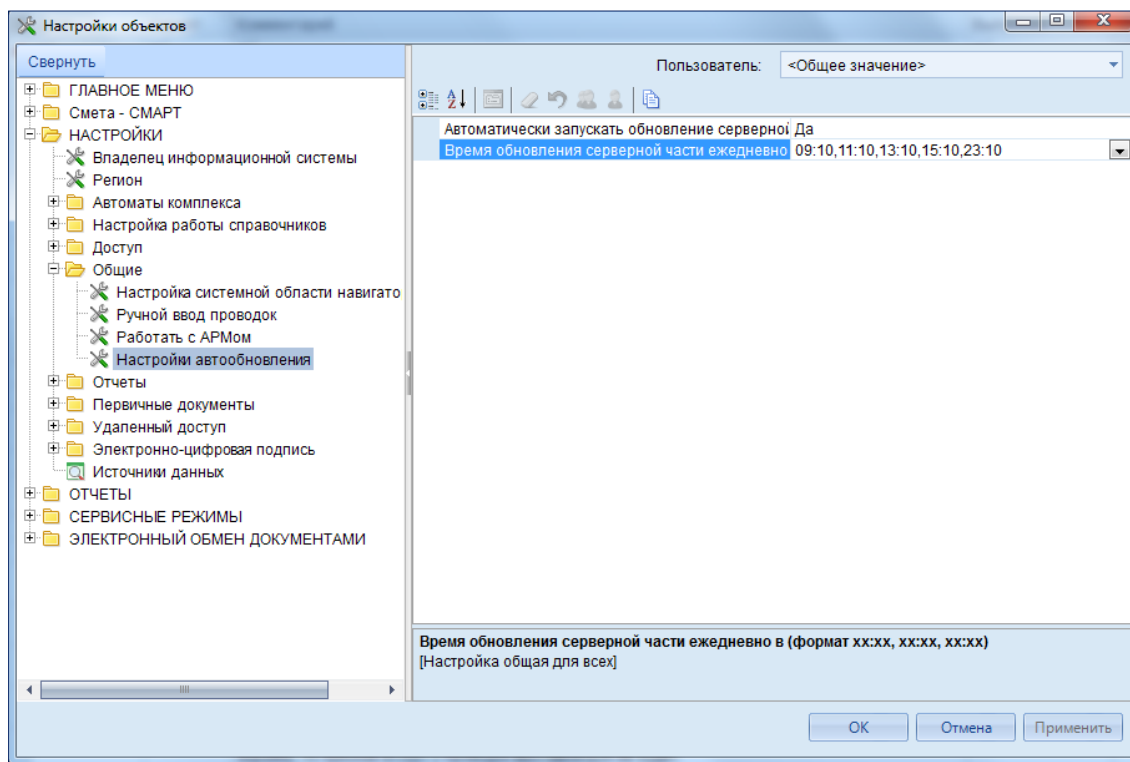 Настройки объектов
Свернуть
ГЛАВНОЕ МЕНЮ
Смета - СМАРТ
НАСТРОЙКИ
Владелец информационной системы
Регион
Автоматы комплекса
Настройка работы справочников
Доступ
Общие
Настройка системной области навигато
Ручной ввод проводок
Работать с АРМом
Настройки автообновления
Отчеты
Первичные документы
Удаленный доступ
Электронно-цифровая подпись
Источники данных
ОТЧЕТЫ
СЕРВИСНЫЕ РЕЖИМЫ
ЭЛЕКТРОННЫЙ ОБМЕН ДОКУМЕНТАМИ
Пользователь: <Общее значение>
Автоматически запускать обновление серверной Да
Время обновления серверной части ежедневно 09:10,11:10,13:10,15:10,23:10
Время обновления серверной части ежедневно в (формат xx:xx, xx:xx, xx:xx)
[Настройка общая для всех]
ОК Отмена Применить